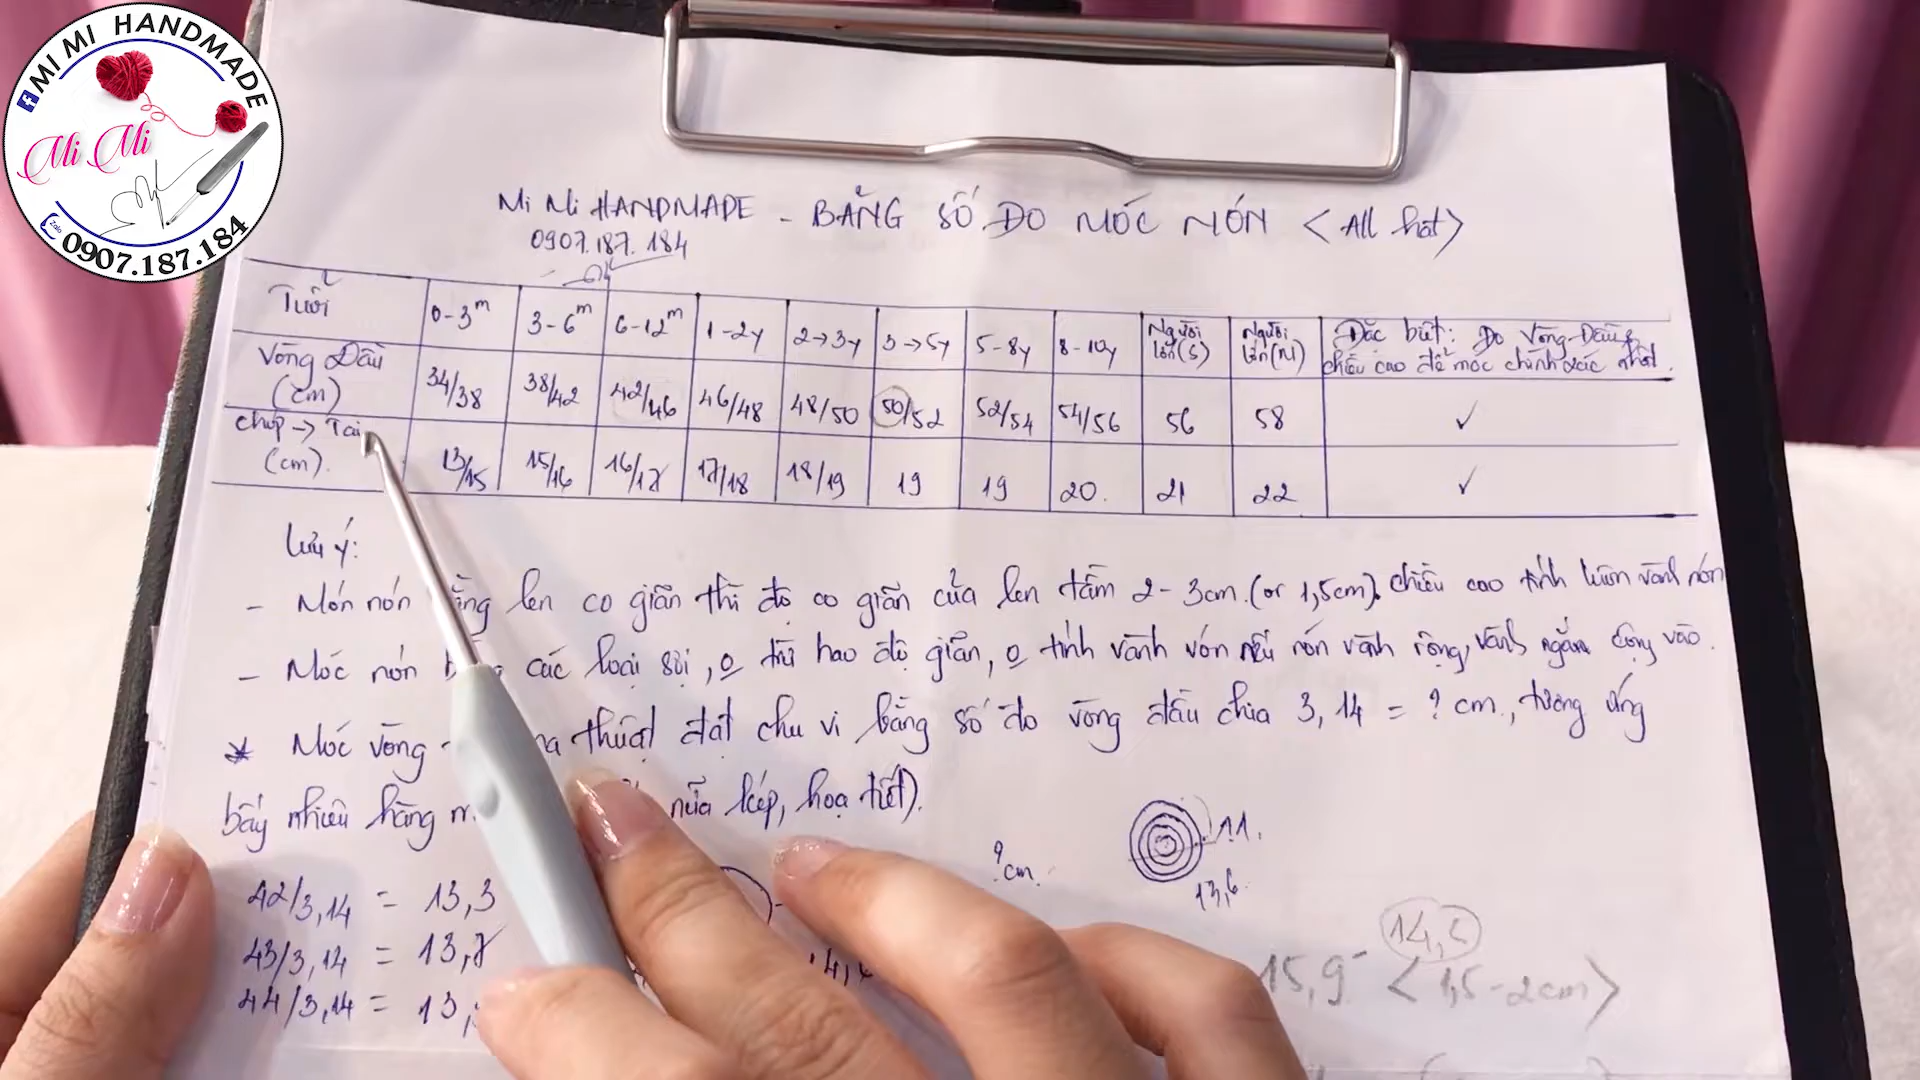 MI MI HANDMADE
Mi Mi
Zalo
0907.187.184
Mi Mi HANDMADE - BẢNG SỐ ĐO MÓC NÓN <All hat>
0907.187.184
Tuổi 0-3m 3-6m 6-12m 1-2y 2→3y 3→5y 5-8y 8-10y Người lớn(S) Người lớn(M) Đặc biệt: Đo vòng đầu & chiều cao để móc chính xác nhất.
Vòng Đầu (cm) 34/38 38/42 42/46 46/48 48/50 50/52 52/54 54/56 56 58 ✓
Chóp → Tai (cm). 13/15 15/16 16/17 17/18 18/19 19 19 20. 21 22 ✓
Lưu ý:
- Món nón len co giãn thì độ co giãn của len tầm 2-3cm.(or 1,5cm). chiều cao tính luôn vành nón
- Móc nón các loại sợi, o trừ hao độ giãn, o tính vành nón nếu nón vành rộng, vành ngắn cộng vào.
* Móc vòng thuật đạt chu vi bằng số đo vòng đầu chia 3,14 = ? cm., tương ứng
bấy nhiêu hàng nửa kép, hoạ tiết).
42/3,14 = 13,3
43/3,14 = 13,7
44/3,14 = 13,
? cm.
11.
13,6
14,5
15,9 <1,5-2cm>